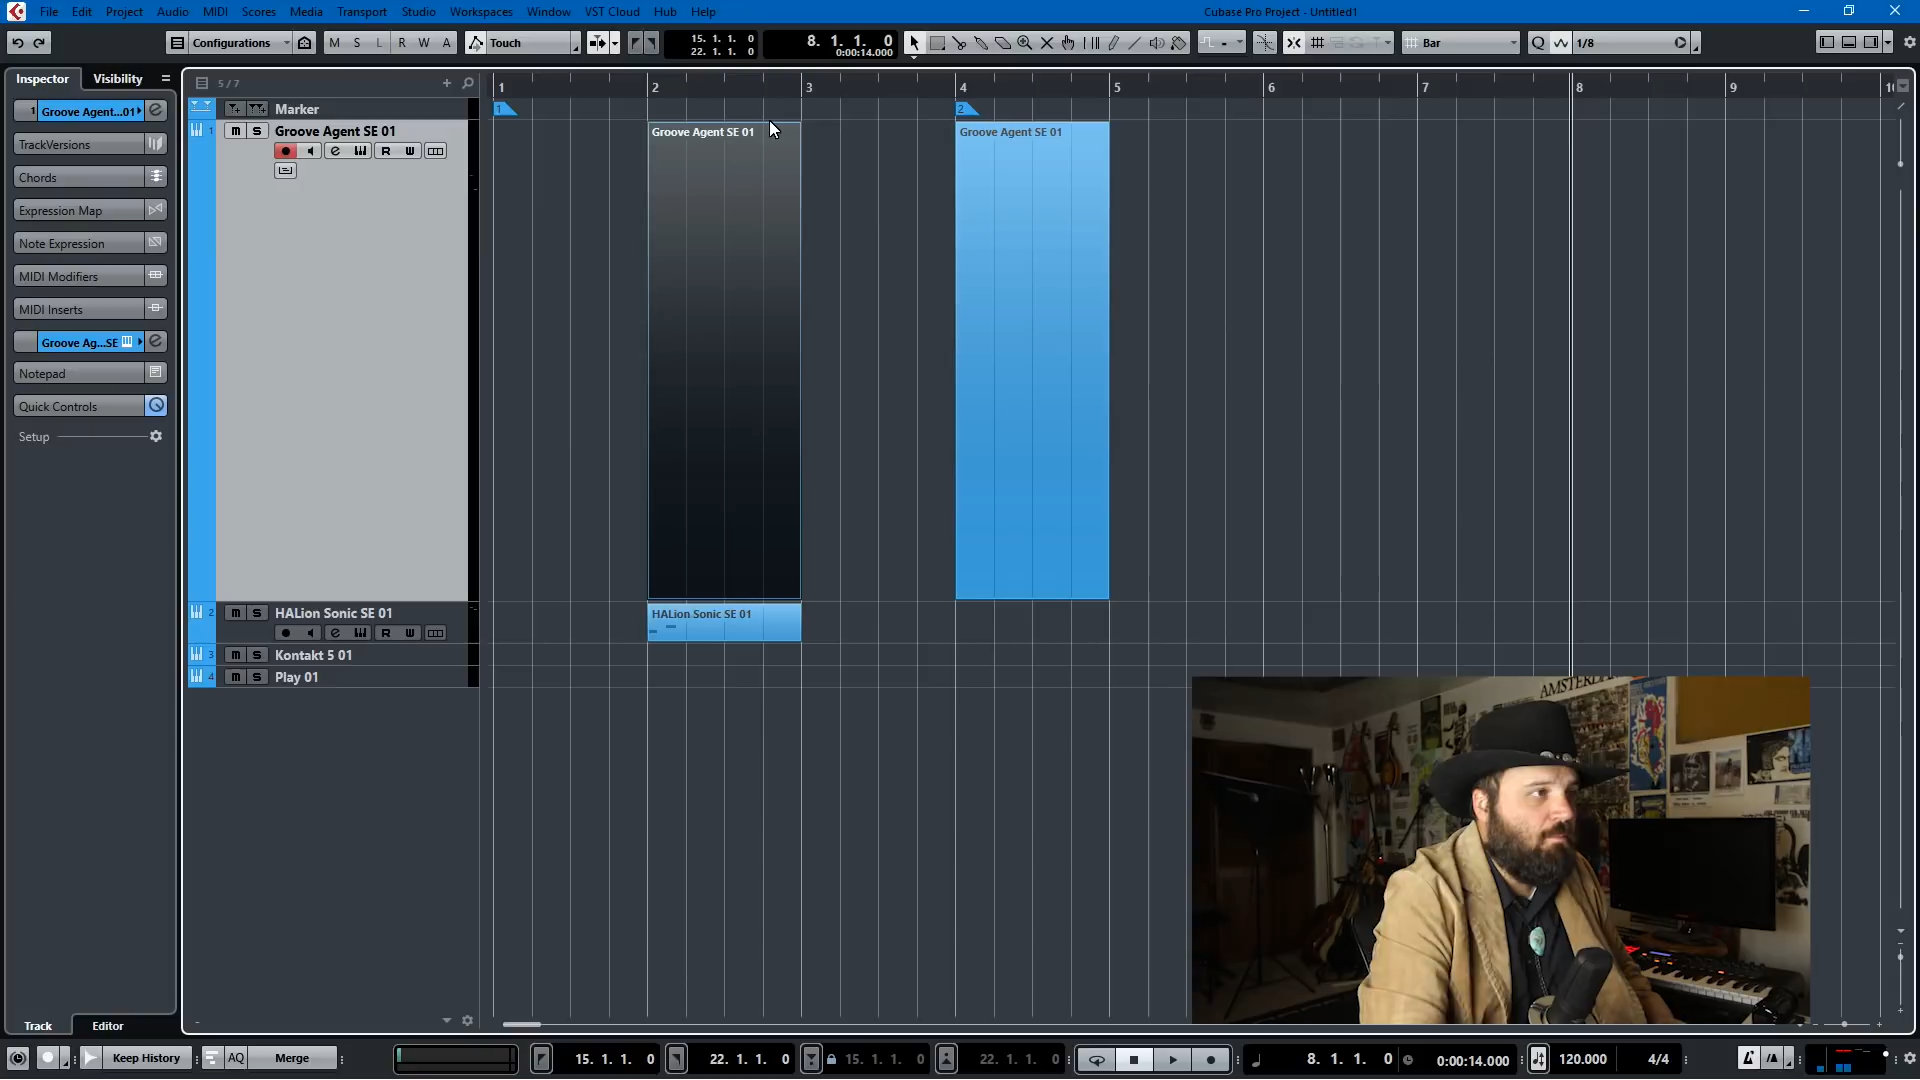 File Edit Project Audio MIDI Scores Media Transport Studio Workspaces Window VST Cloud Hub Help
Cubase Pro Project - Untitled1
Configurations M S L R W A Touch
15. 1. 1. 0
22. 1. 1. 0
8. 1. 1. 0
0:00:14.000
Bar
Q 1/8
Inspector Visibility
5 / 7
1 2 3 4 5 6 7 8 9
1 Groove Agent...01
Marker
1 2
1 m S Groove Agent SE 01
R W
Groove Agent SE 01
Groove Agent SE 01
TrackVersions
Chords
Expression Map
Note Expression
MIDI Modifiers
MIDI Inserts
Groove Ag...SE
Notepad
Quick Controls
Setup
2 m S HALion Sonic SE 01
R W
HALion Sonic SE 01
3 m S Kontakt 5 01
4 m S Play 01
Track Editor
Keep History AQ Merge
15. 1. 1. 0
22. 1. 1. 0
15. 1. 1. 0
22. 1. 1. 0
8. 1. 1. 0
0:00:14.000
120.000
4/4